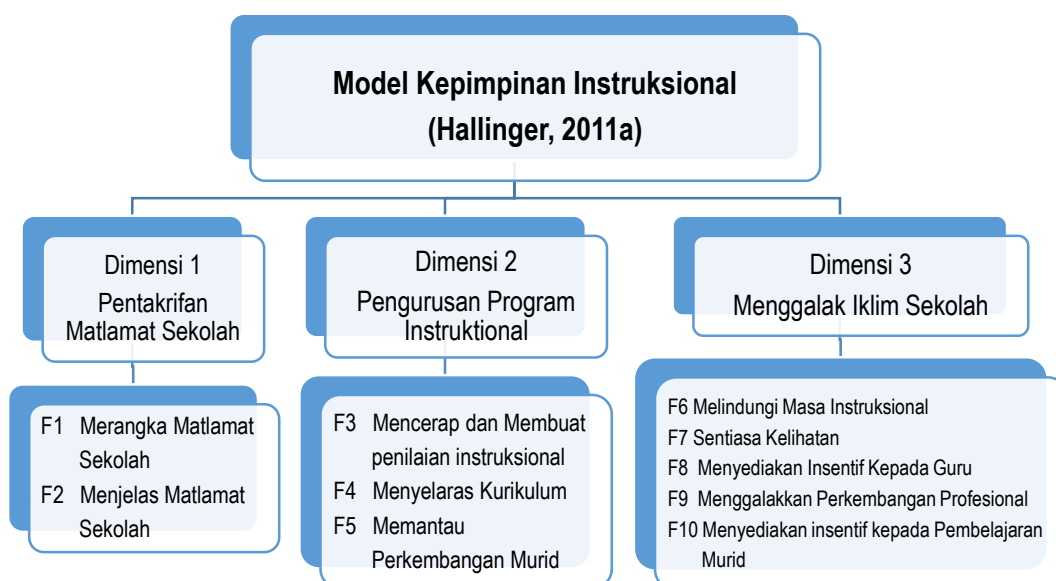 Model Kepimpinan Instruksional
(Hallinger, 2011a)
Dimensi 1
Pentakrifan
Matlamat Sekolah
Dimensi 2
Pengurusan Program
Instruktional
Dimensi 3
Menggalak Iklim Sekolah
F1 Merangka Matlamat
Sekolah
F2 Menjelas Matlamat
Sekolah
F3 Mencerap dan Membuat
penilaian instruksional
F4 Menyelaras Kurikulum
F5 Memantau
Perkembangan Murid
F6 Melindungi Masa Instruksional
F7 Sentiasa Kelihatan
F8 Menyediakan Insentif Kepada Guru
F9 Menggalakkan Perkembangan Profesional
F10 Menyediakan insentif kepada Pembelajaran
Murid